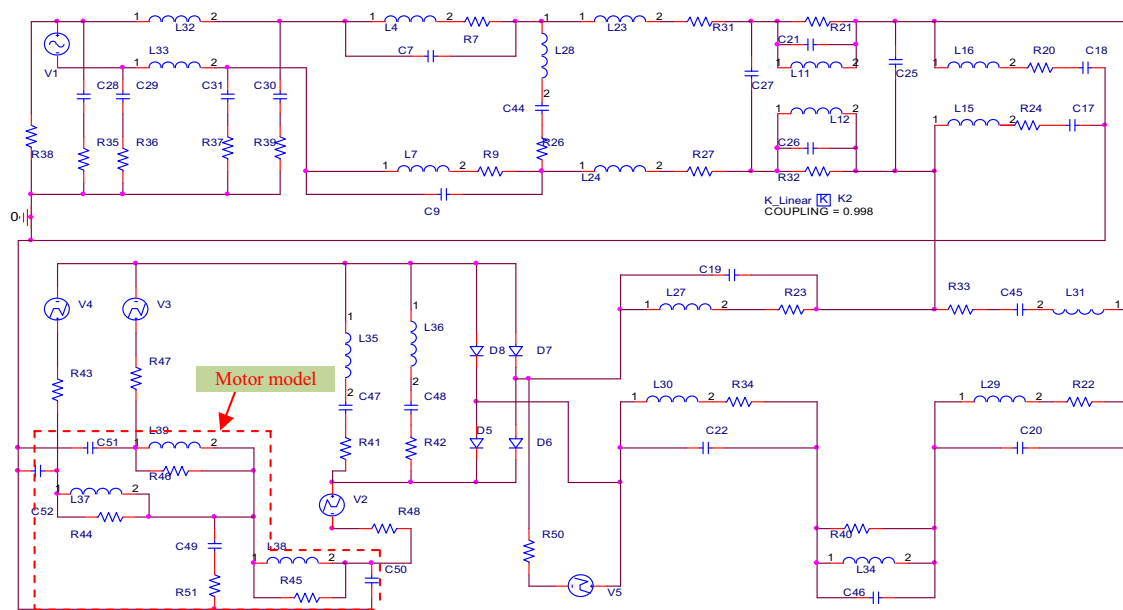 1 L32 2
1 L4 2 R7
1 L23 2 R31
R21
V1
C7
L28
C21
L11
1 2
C25
L16
1 2
R20
C18
1 L33 2
C28
C29
C31
C30
2
C44
C27
L15
1 2
R24
C17
R38
R35
R36
R37
R39
R26
L12
1 2
C26
R32
L7
1 2
R9
L24
1 2
R27
C9
K_Linear K K2
COUPLING = 0.998
0
V4
V3
1
L35
2
1
L36
2
D8
D7
C19
L27
1 2
R23
R33
C45
L31
1 2
R43
R47
Motor model
C47
C48
R41
R42
D5
D6
L30
1 2
R34
C22
L29
1 2
R22
C20
C51
L39
1 2
R46
L37
1 2
C52
R44
V2
R48
R50
V5
R40
L34
1 2
C46
C49
R51
L38
1 2
R45
C50